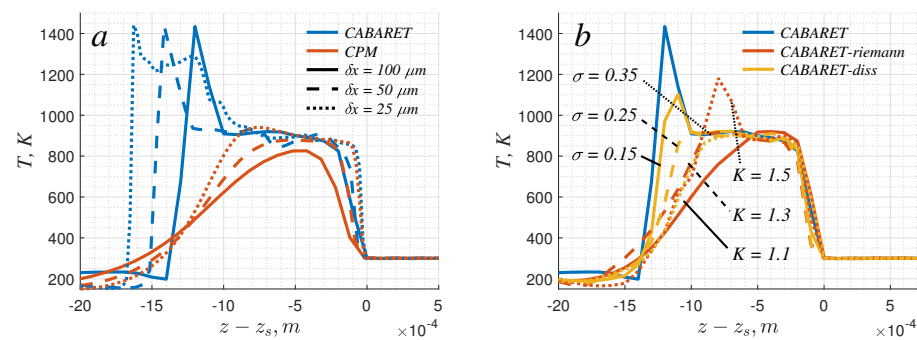 a
CABARET
CPM
δx = 100 μm
δx = 50 μm
δx = 25 μm
T, K
1400
1200
1000
800
600
400
200
-20
-15
-10
-5
0
5
z − z_s, m
×10⁻⁴
b
CABARET
CABARET-riemann
CABARET-diss
σ = 0.35
σ = 0.25
σ = 0.15
K = 1.5
K = 1.3
K = 1.1
T, K
1400
1200
1000
800
600
400
200
-20
-15
-10
-5
0
5
z − z_s, m
×10⁻⁴